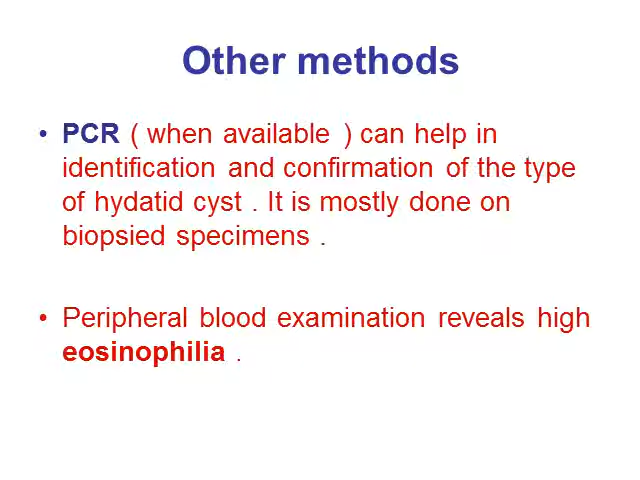 Other methods
• PCR ( when available ) can help in
identification and confirmation of the type
of hydatid cyst . It is mostly done on
biopsied specimens .
• Peripheral blood examination reveals high
eosinophilia .